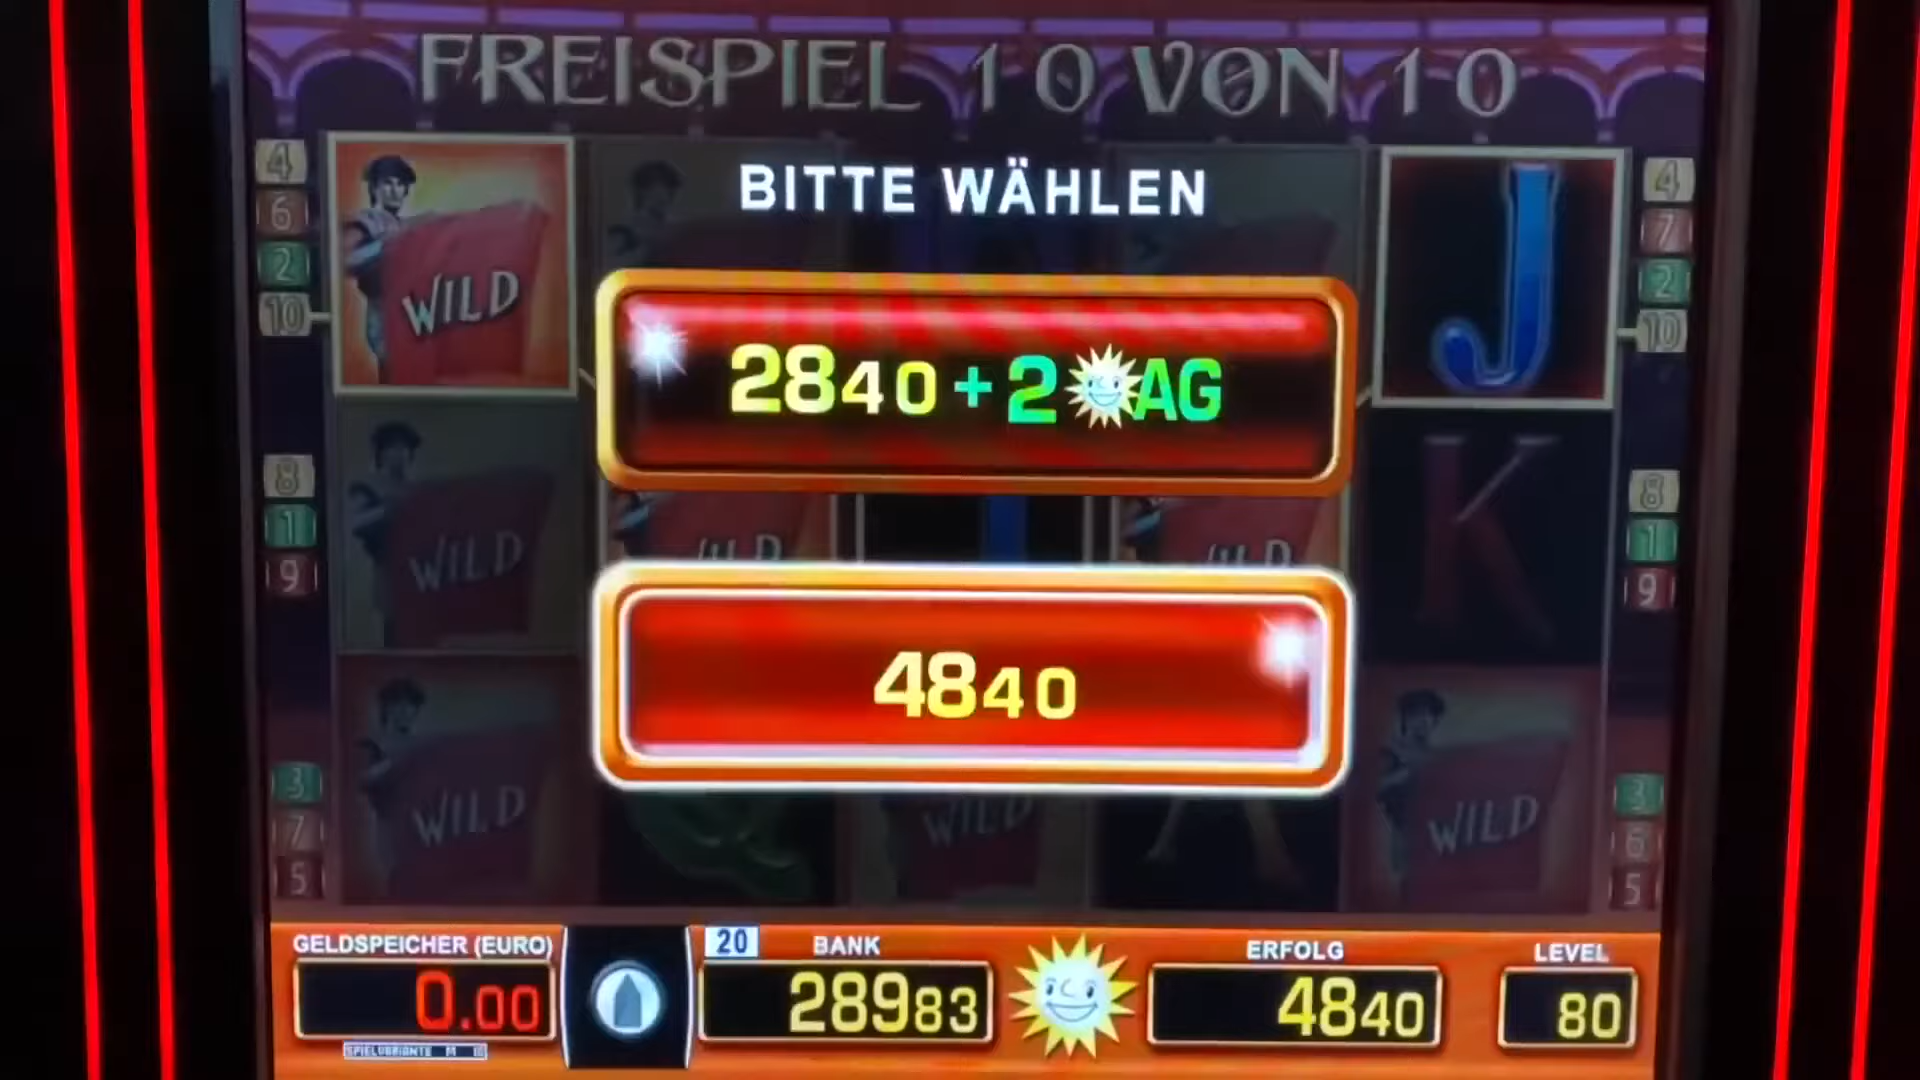 FREISPIEL 10 VON 10
BITTE WÄHLEN
4
6
2
10
WILD
J
4
7
2
10
2840 + 2 AG
8
1
9
WILD
K
8
1
9
4840
3
7
5
WILD
WILD
A
WILD
3
6
5
GELDSPEICHER (EURO)
0.00
SPIELVARIANTE M
20
BANK
28983
ERFOLG
4840
LEVEL
80